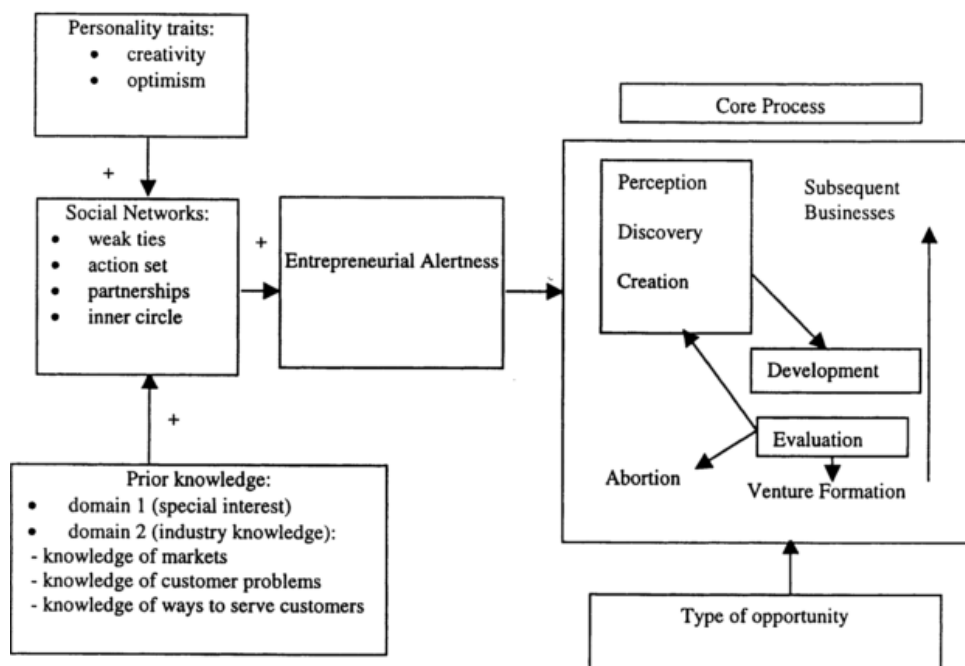 Personality traits:
• creativity
• optimism
+
Social Networks:
• weak ties
• action set
• partnerships
• inner circle
+
Entrepreneurial Alertness
+
Prior knowledge:
• domain 1 (special interest)
• domain 2 (industry knowledge):
- knowledge of markets
- knowledge of customer problems
- knowledge of ways to serve customers
Core Process
Perception
Discovery
Creation
Subsequent
Businesses
Development
Evaluation
Abortion
Venture Formation
Type of opportunity